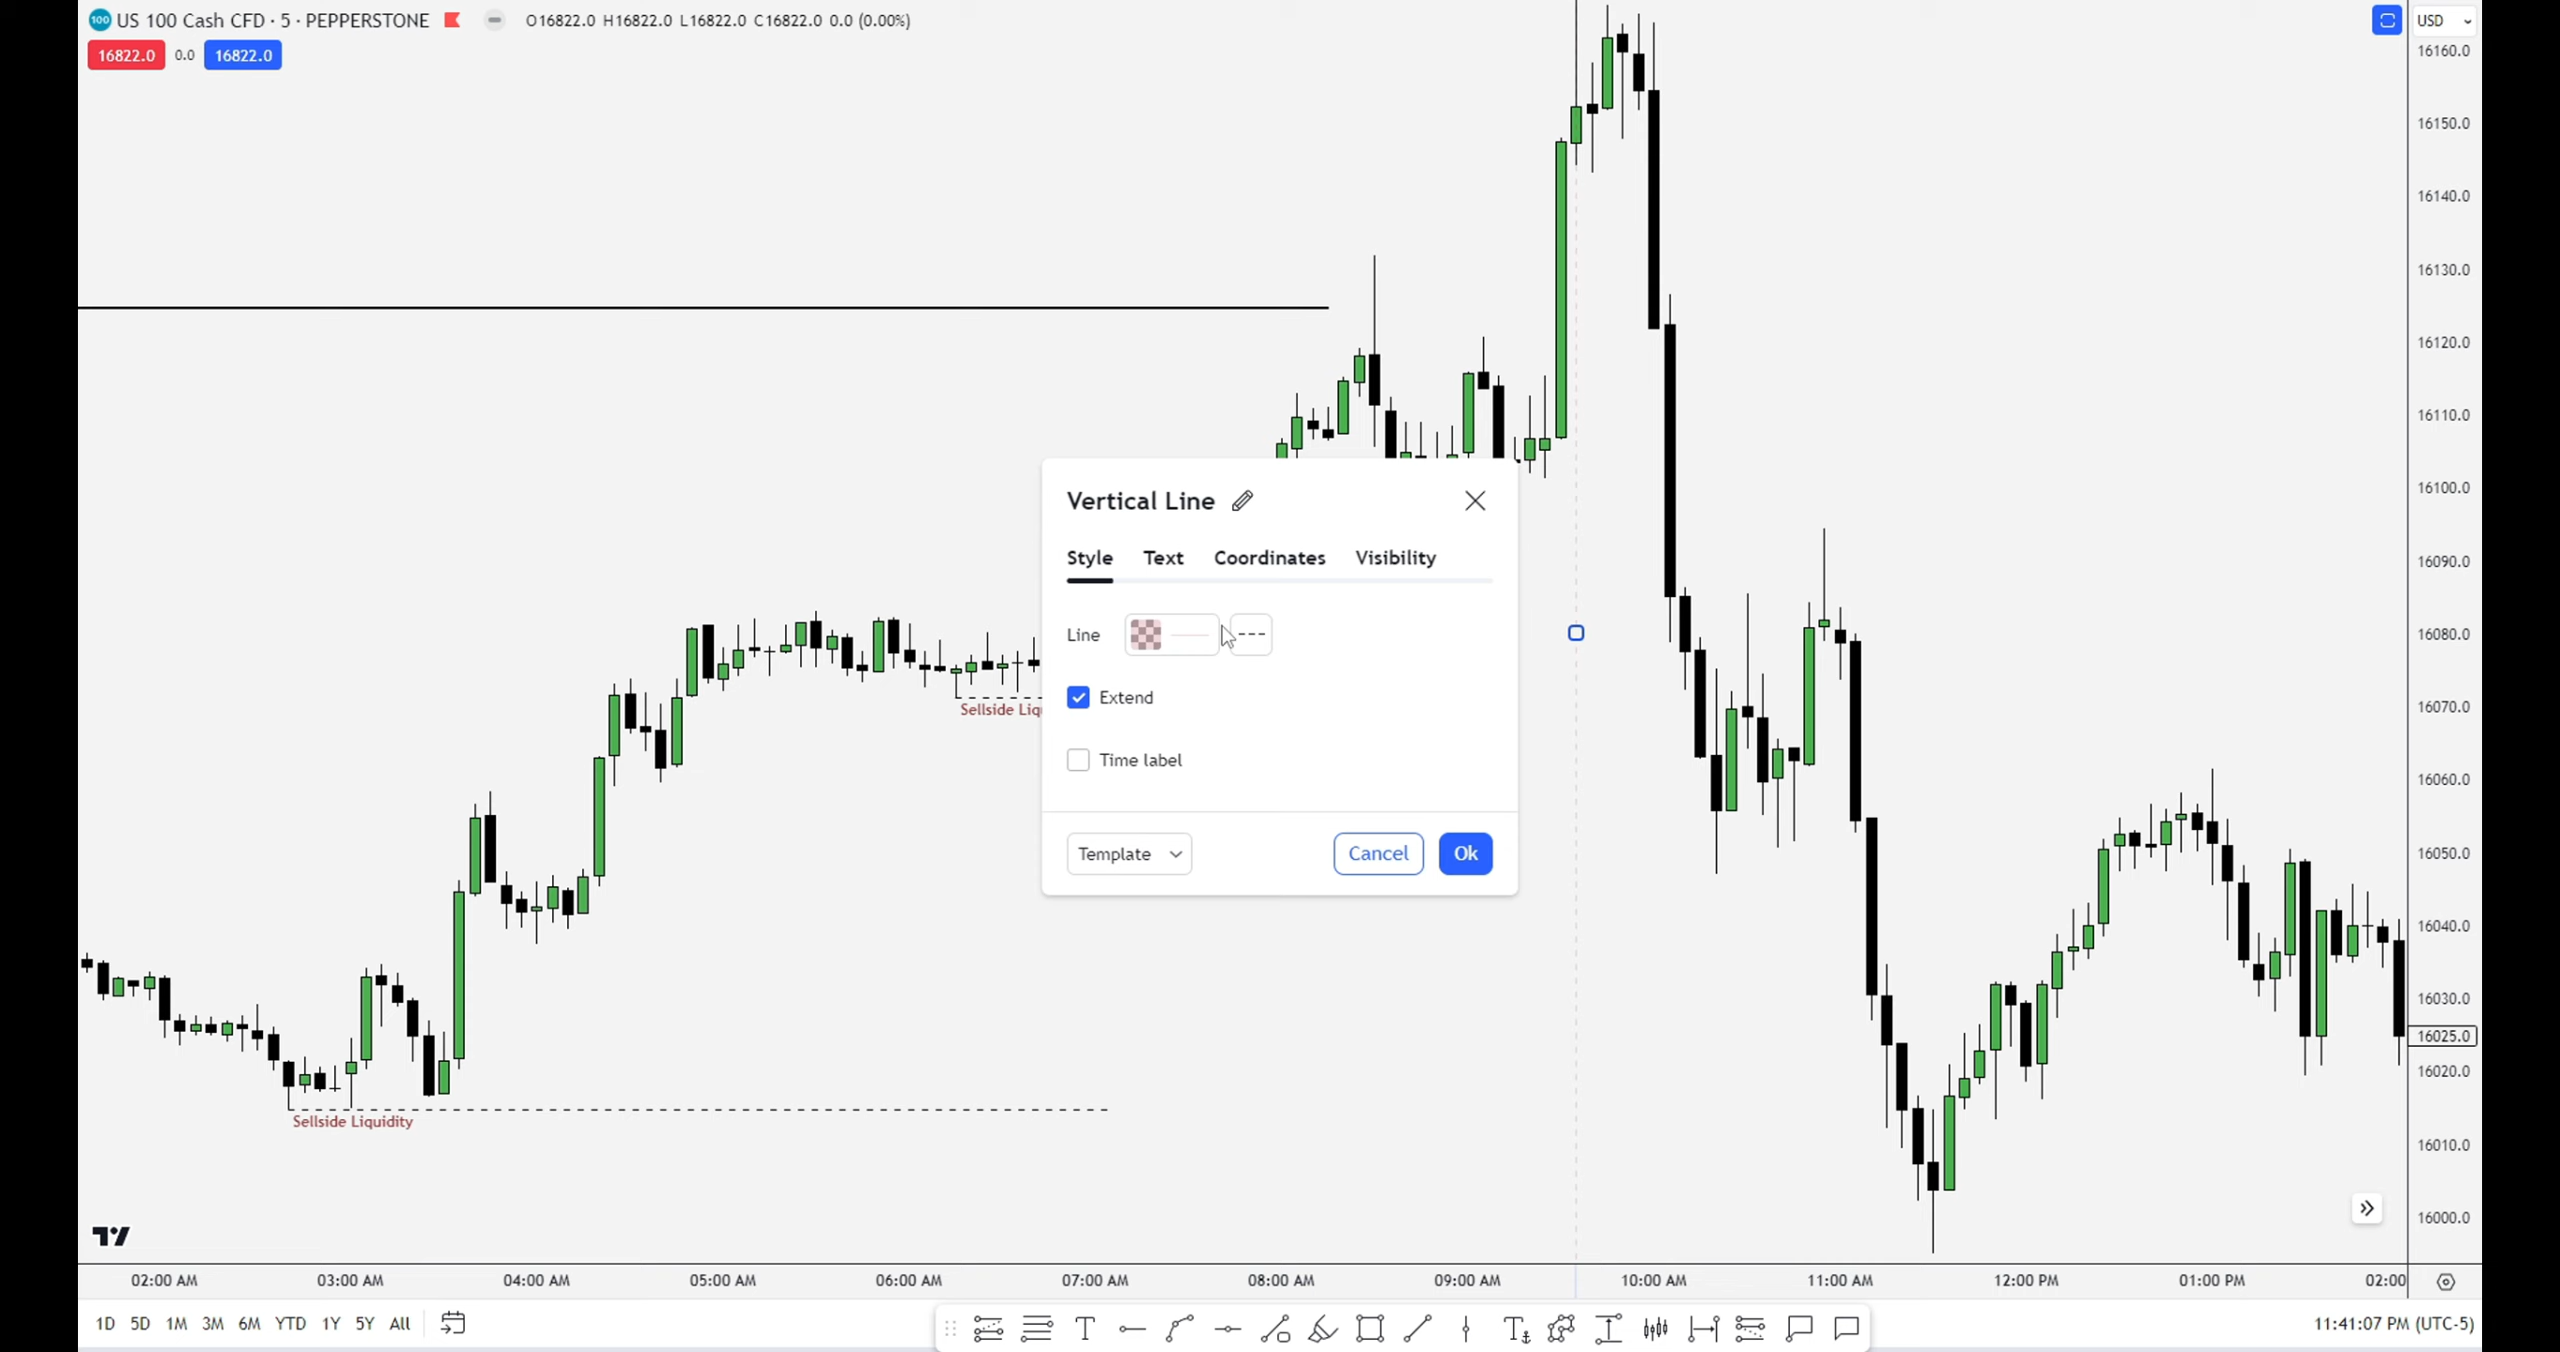 100 US 100 Cash CFD · 5 · PEPPERSTONE O16822.0 H16822.0 L16822.0 C16822.0 0.0 (0.00%)
16822.0 0.0 16822.0
USD
16160.0
16150.0
16140.0
16130.0
16120.0
16110.0
16100.0
16090.0
16080.0
16070.0
16060.0
16050.0
16040.0
16030.0
16025.0
16020.0
16010.0
16000.0
Vertical Line
Style Text Coordinates Visibility
Line
Extend
Time label
Template Cancel Ok
Sellside Liq
Sellside Liquidity
02:00 AM 03:00 AM 04:00 AM 05:00 AM 06:00 AM 07:00 AM 08:00 AM 09:00 AM 10:00 AM 11:00 AM 12:00 PM 01:00 PM 02:00
1D 5D 1M 3M 6M YTD 1Y 5Y All
11:41:07 PM (UTC-5)